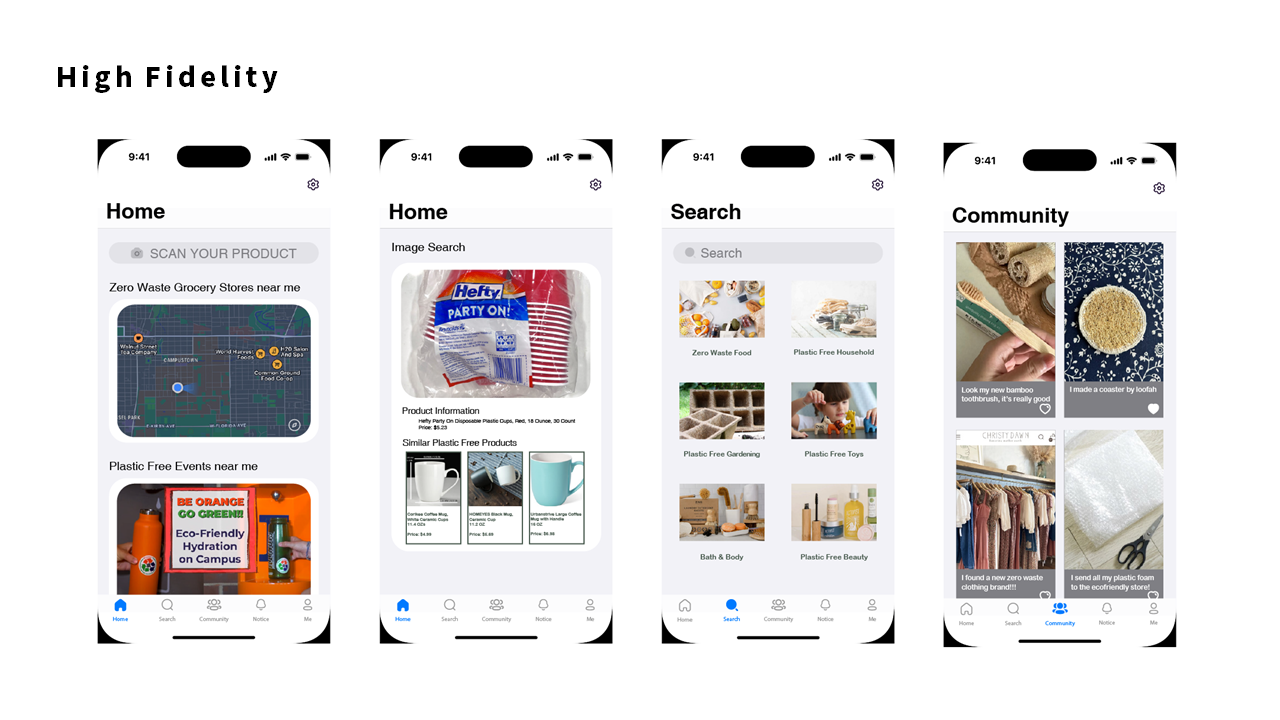 High Fidelity
9:41
Home
SCAN YOUR PRODUCT
Zero Waste Grocery Stores near me
Walnut Street
Tea Company
CAMPUSTOWN
World Harvest
Foods
H2O Salon
And Spa
Common Ground
Food Co-op
Plastic Free Events near me
BE ORANGE
GO GREEN!!
Eco-Friendly
Hydration
on Campus
Home
Search
Community
Notice
Me
9:41
Home
Image Search
Hefty
PARTY ON!
Product Information
Hefty Party On Disposable Plastic Cups, Red, 18 Ounce, 30 Count
Price: $5.23
Similar Plastic Free Products
Corlkea Coffee Mug,
White Ceramic Cups
11.4 OZs
Price: $4.99
HOMEYES Black Mug,
Ceramic Cup
11.2 OZ
Price: $6.99
Urbanstrive Large Coffee
Mug with Handle
16 OZ
Price: $6.99
Home
Search
Community
Notice
Me
9:41
Search
Search
Zero Waste Food
Plastic Free Household
Plastic Free Gardening
Plastic Free Toys
Bath & Body
Plastic Free Beauty
Home
Search
Community
Notice
Me
9:41
Community
Look my new bamboo
toothbrush, it's really good
I made a coaster by loofah
CHRISTY DAWN
I found a new zero waste
clothing brand!!!
I send all my plastic foam
to the ecofriendly store!
Home
Search
Community
Notice
Me